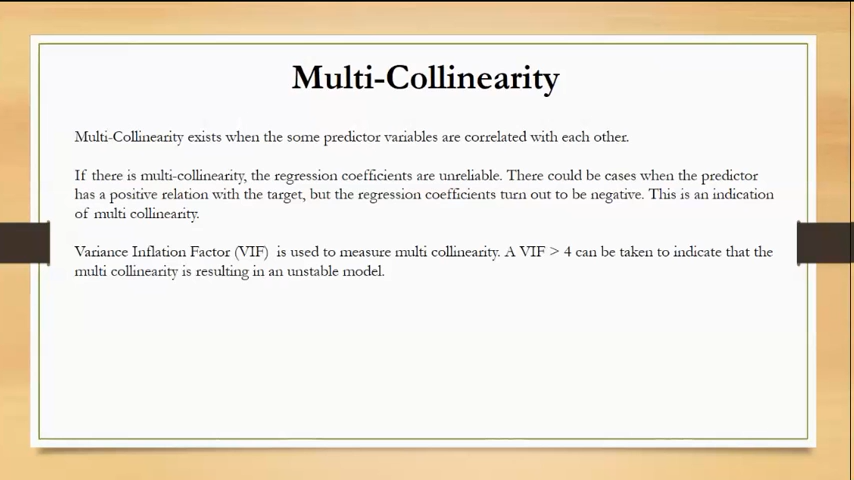 Multi-Collinearity
Multi-Collinearity exists when the some predictor variables are correlated with each other.
If there is multi-collinearity, the regression coefficients are unreliable. There could be cases when the predictor
has a positive relation with the target, but the regression coefficients turn out to be negative. This is an indication
of multi collinearity.
Variance Inflation Factor (VIF)  is used to measure multi collinearity. A VIF > 4 can be taken to indicate that the
multi collinearity is resulting in an unstable model.